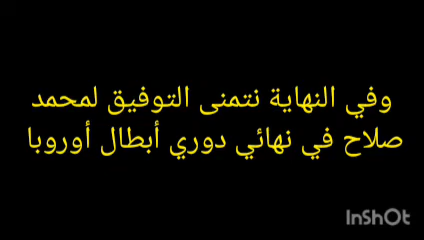 وفي النهاية نتمنى التوفيق لمحمد
صلاح في نهائي دوري أبطال أوروبا
InShOt